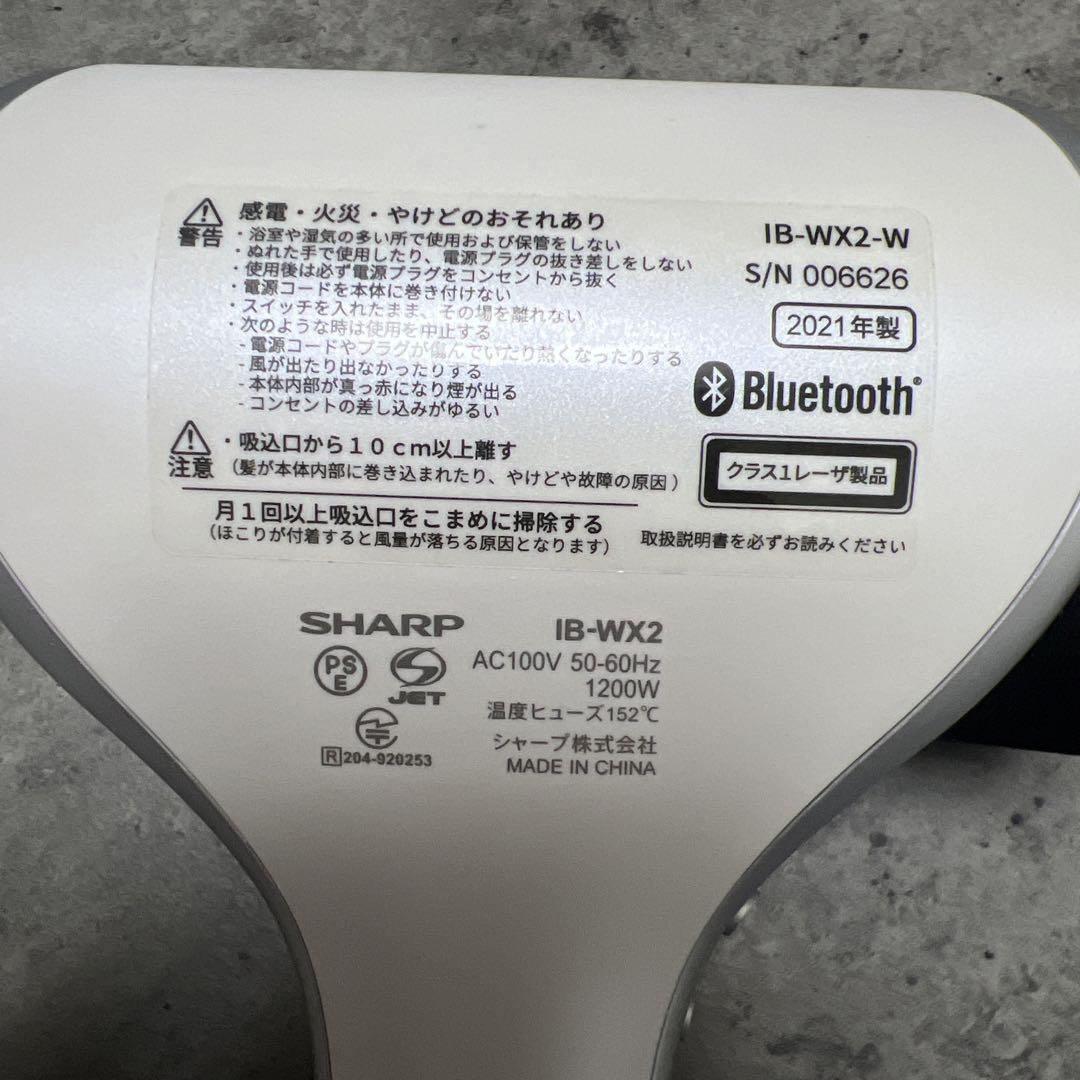 警告
感電・火災・やけどのおそれあり
・浴室や湿気の多い所で使用および保管をしない
・ぬれた手で使用したり、電源プラグの抜き差しをしない
・使用後は必ず電源プラグをコンセントから抜く
・電源コードを本体に巻き付けない
・スイッチを入れたまま、その場を離れない
・次のような時は使用を中止する
- 電源コードやプラグが傷んでいたり熱くなったりする
- 風が出たり出なかったりする
- 本体内部が真っ赤になり煙が出る
- コンセントの差し込みがゆるい
注意
・吸込口から10cm以上離す
（髪が本体内部に巻き込まれたり、やけどや故障の原因）
月1回以上吸込口をこまめに掃除する
（ほこりが付着すると風量が落ちる原因となります）
IB-WX2-W
S/N 006626
2021年製
Bluetooth®
クラス1レーザ製品
取扱説明書を必ずお読みください
SHARP
IB-WX2
PSE
JET
AC100V 50-60Hz
1200W
温度ヒューズ152℃
R 204-920253
シャープ株式会社
MADE IN CHINA